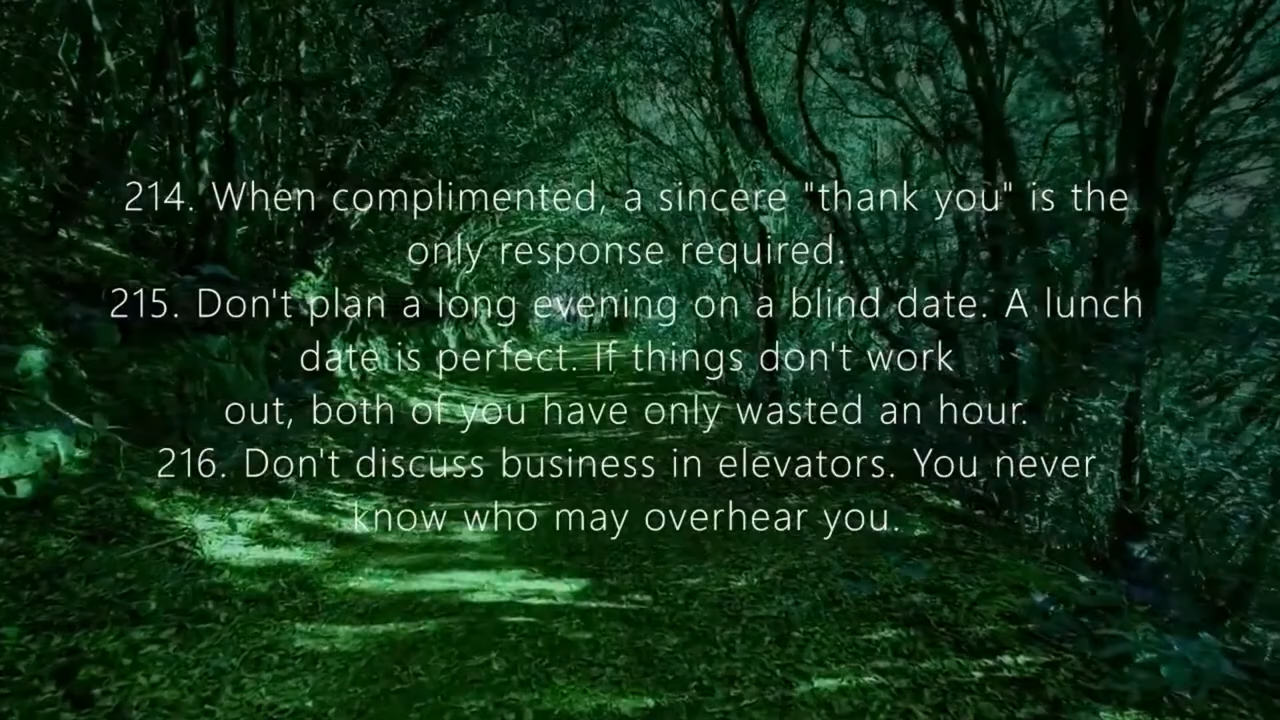 214. When complimented, a sincere "thank you" is the
only response required.
215. Don't plan a long evening on a blind date. A lunch
date is perfect. If things don't work
out, both of you have only wasted an hour.
216. Don't discuss business in elevators. You never
know who may overhear you.